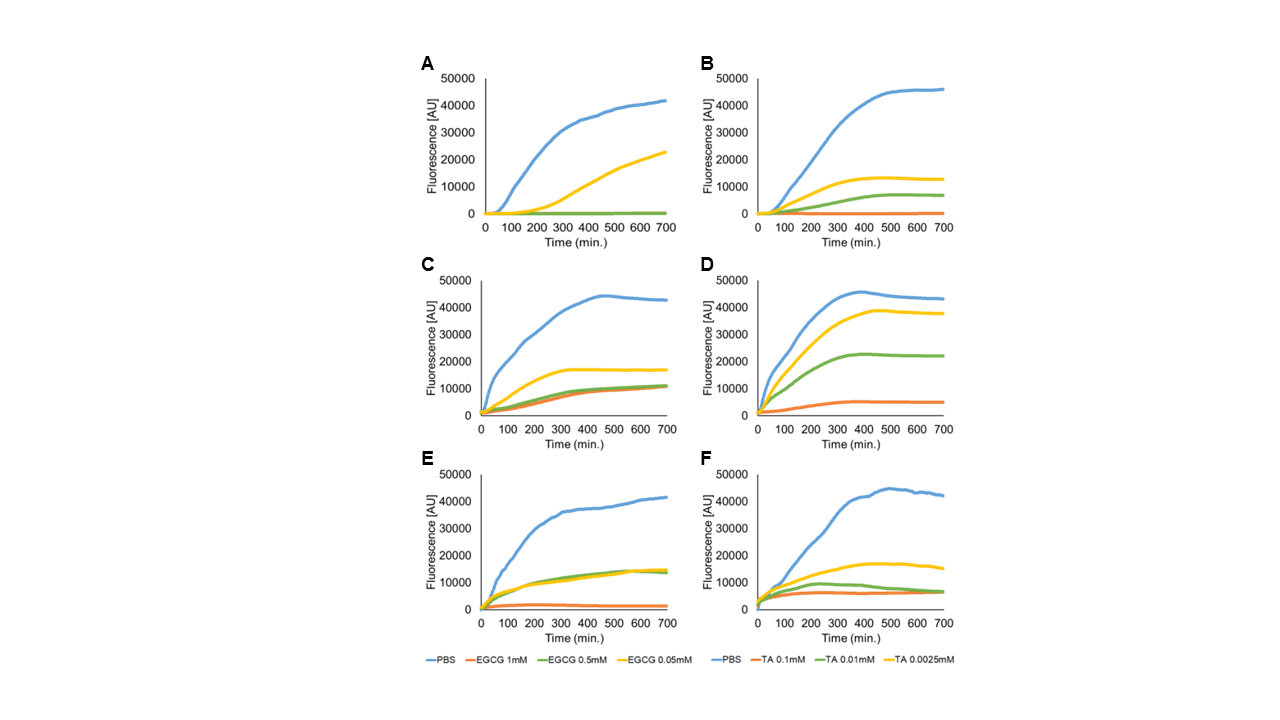 A
50000
40000
30000
20000
10000
0
Fluorescence [AU]
0 100 200 300 400 500 600 700
Time (min.)
B
50000
40000
30000
20000
10000
0
Fluorescence [AU]
0 100 200 300 400 500 600 700
Time (min.)
C
50000
40000
30000
20000
10000
0
Fluorescence [AU]
0 100 200 300 400 500 600 700
Time (min.)
D
50000
40000
30000
20000
10000
0
Fluorescence [AU]
0 100 200 300 400 500 600 700
Time (min.)
E
50000
40000
30000
20000
10000
0
Fluorescence [AU]
0 100 200 300 400 500 600 700
Time (min.)
F
50000
40000
30000
20000
10000
0
Fluorescence [AU]
0 100 200 300 400 500 600 700
Time (min.)
PBS EGCG 1mM EGCG 0.5mM EGCG 0.05mM
PBS TA 0.1mM TA 0.01mM TA 0.0025mM